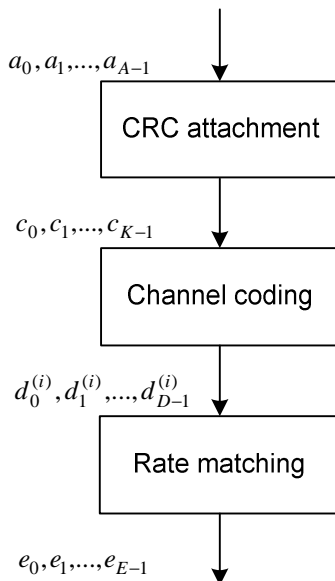 a_0, a_1,..., a_{A-1}
CRC attachment
c_0, c_1,..., c_{K-1}
Channel coding
d_0^{(i)}, d_1^{(i)},..., d_{D-1}^{(i)}
Rate matching
e_0, e_1,..., e_{E-1}